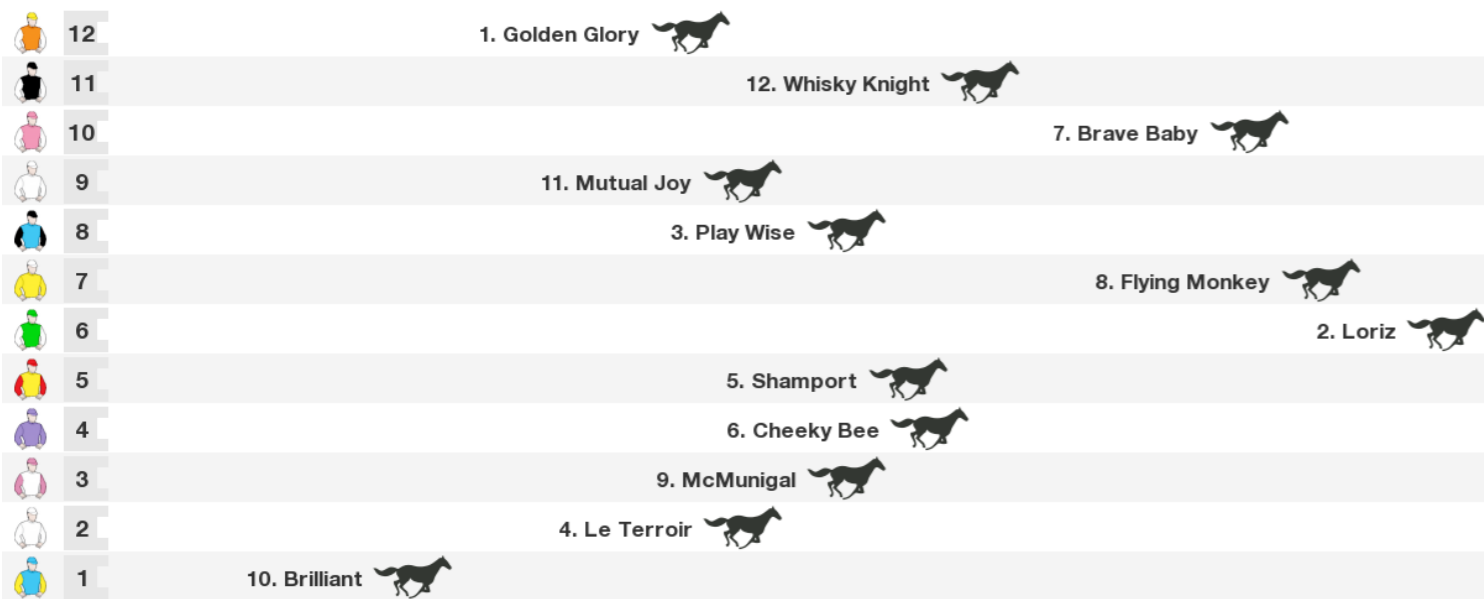 12 1. Golden Glory
11 12. Whisky Knight
10 7. Brave Baby
9 11. Mutual Joy
8 3. Play Wise
7 8. Flying Monkey
6 2. Loriz
5 5. Shamport
4 6. Cheeky Bee
3 9. McMunigal
2 4. Le Terroir
1 10. Brilliant